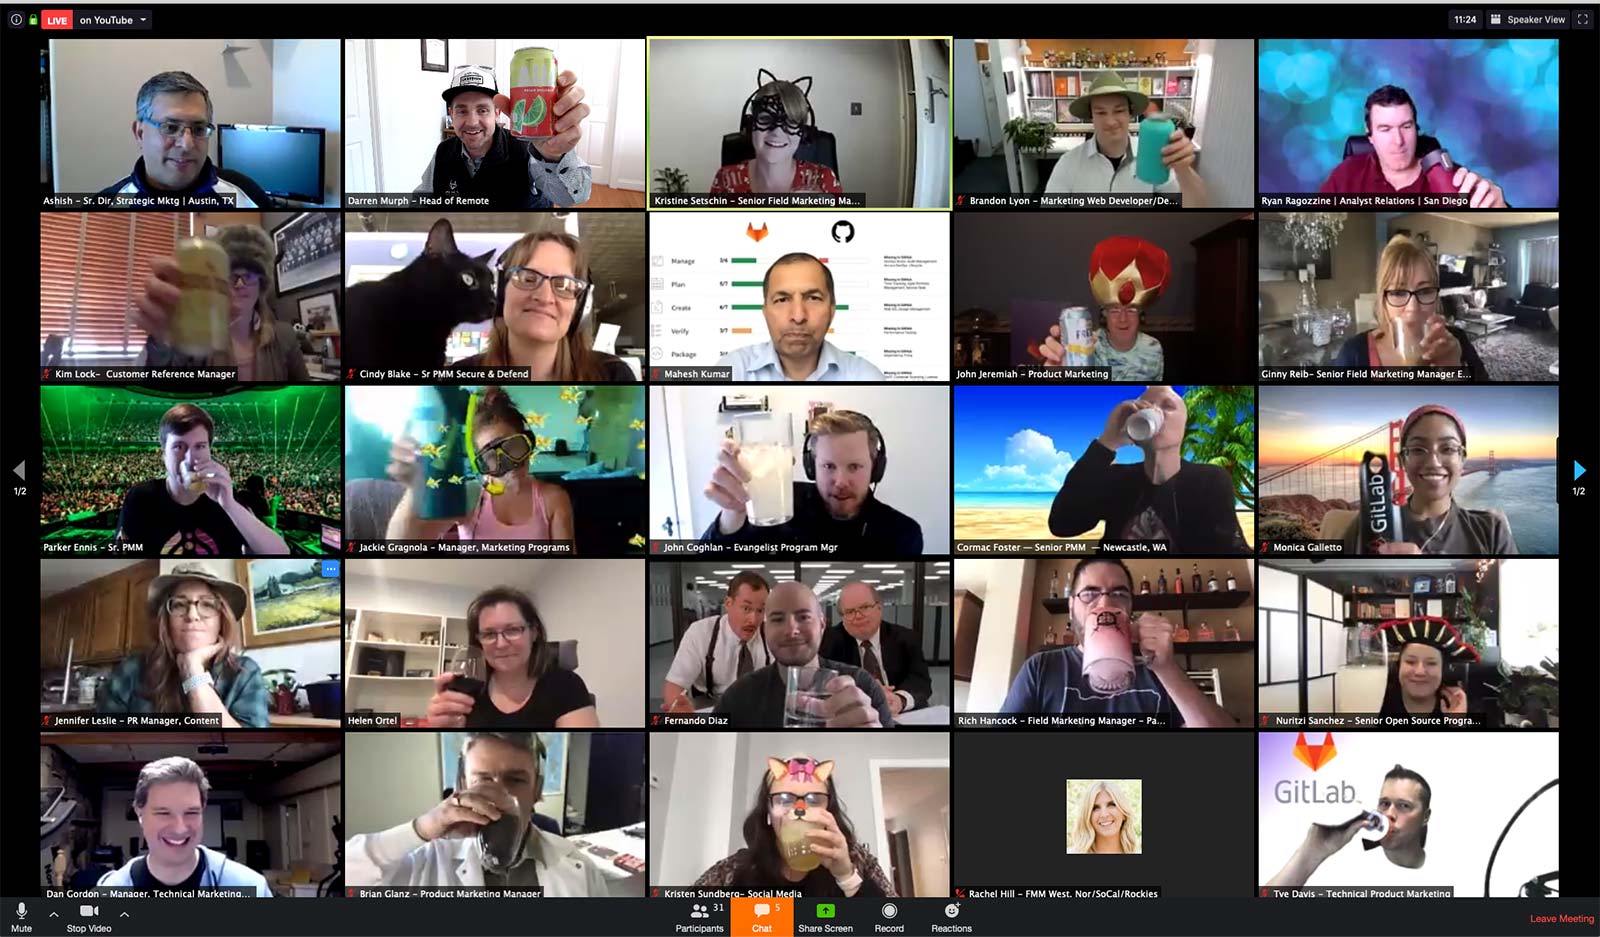 LIVE on YouTube
11:24 Speaker View
Ashish – Sr. Dir, Strategic Mktg | Austin, TX
Darren Murph – Head of Remote
Kristine Setschin – Senior Field Marketing Ma...
Brandon Lyon – Marketing Web Developer/De...
Ryan Ragozzine | Analyst Relations | San Diego
Kim Lock– Customer Reference Manager
Cindy Blake – Sr PMM Secure & Defend
Manage
Plan
Create
Verify
Package
Mahesh Kumar
John Jeremiah – Product Marketing
Ginny Reib– Senior Field Marketing Manager E...
1/2
1/2
Parker Ennis – Sr. PMM
Jackie Gragnola – Manager, Marketing Programs
John Coghlan – Evangelist Program Mgr
Cormac Foster — Senior PMM — Newcastle, WA
GitLab
Monica Galletto
Jennifer Leslie – PR Manager, Content
Helen Ortel
Fernando Diaz
Rich Hancock – Field Marketing Manager – Pa...
Nuritzi Sanchez – Senior Open Source Progra...
GitLab
Dan Gordon – Manager, Technical Marketing...
Brian Glanz – Product Marketing Manager
Kristen Sundberg– Social Media
Rachel Hill – FMM West, Nor/SoCal/Rockies
Tye Davis – Technical Product Marketing
31
5
Mute
Stop Video
Participants
Chat
Share Screen
Record
Reactions
Leave Meeting